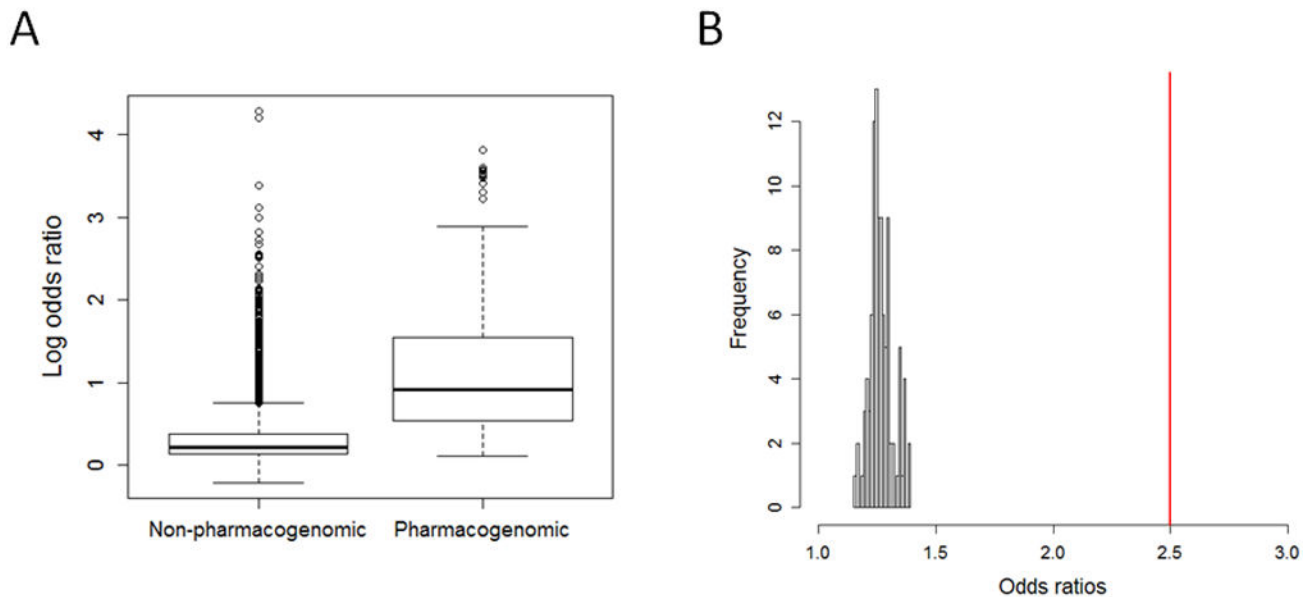 A
B
Log odds ratio
4
3
2
1
0
Non-pharmacogenomic
Pharmacogenomic
Frequency
12
10
8
6
4
2
0
1.0
1.5
2.0
2.5
3.0
Odds ratios